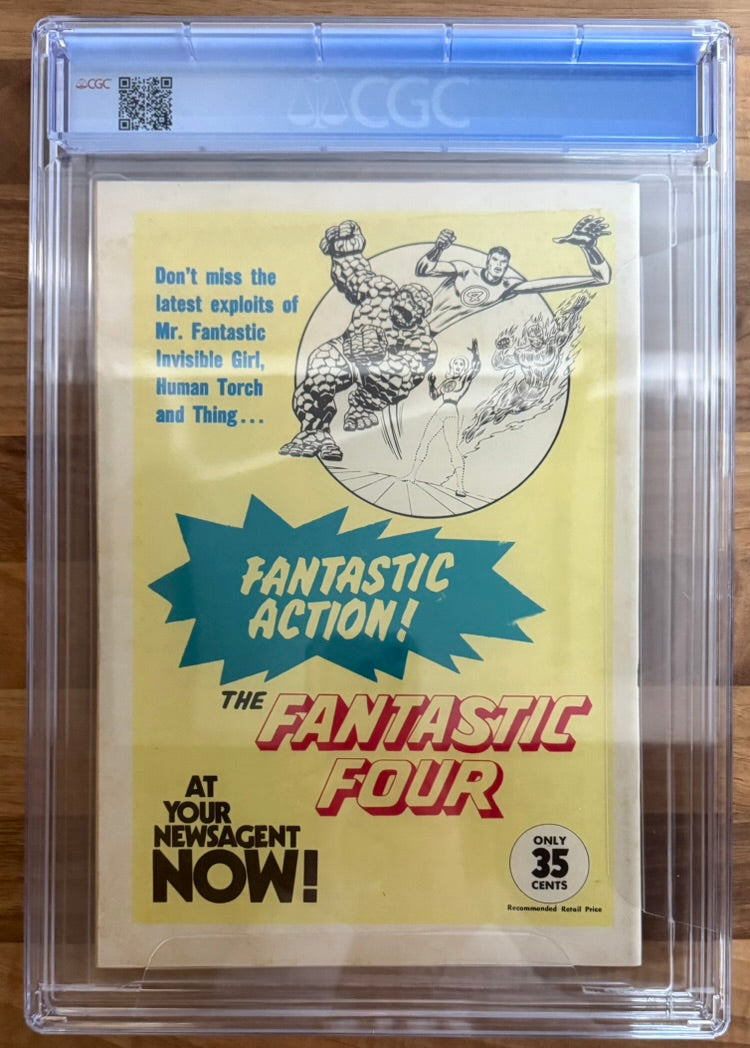 CGC
CGC
Don't miss the
latest exploits of
Mr. Fantastic
Invisible Girl,
Human Torch
and Thing...
FANTASTIC
ACTION!
THE FANTASTIC
FOUR
AT
YOUR
NEWSAGENT
NOW!
ONLY
35
CENTS
Recommended Retail Price